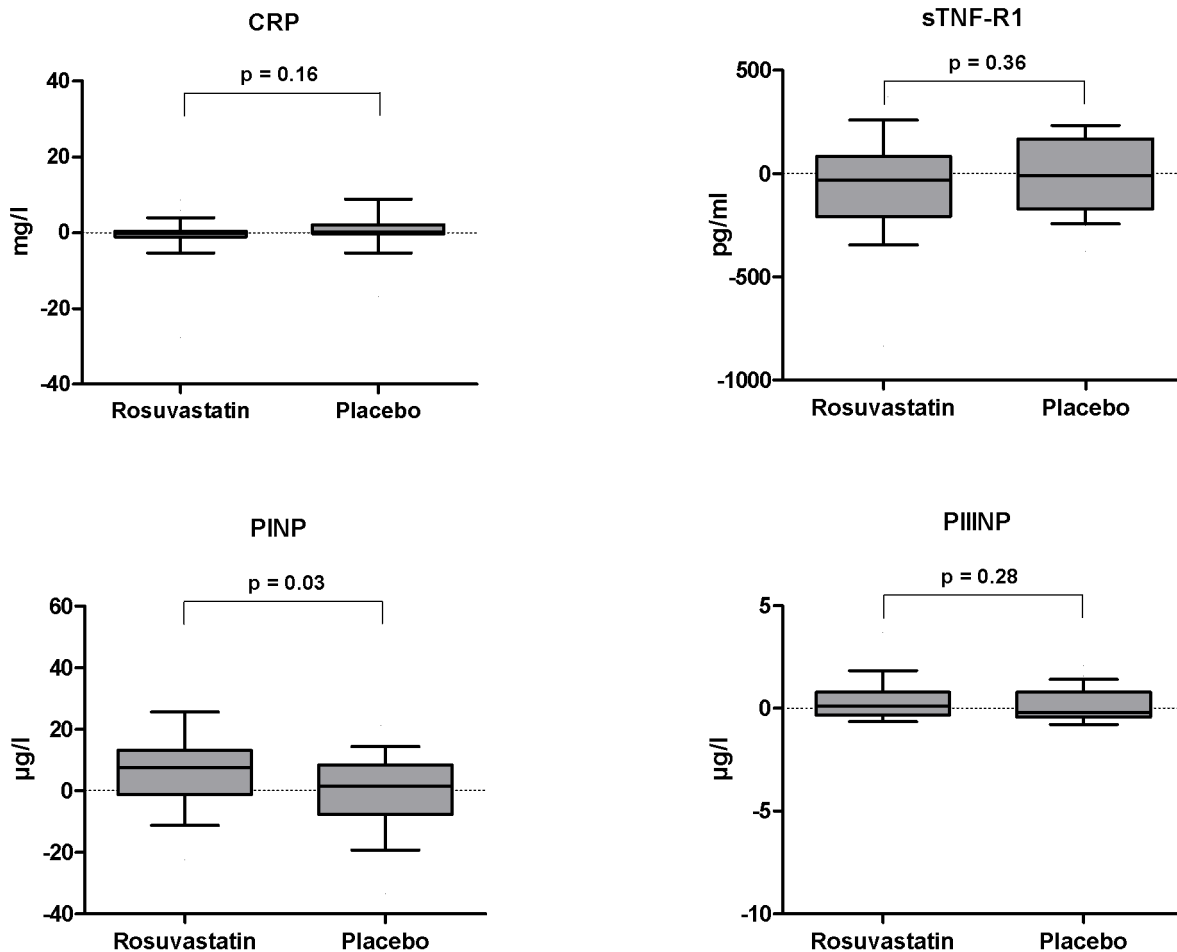 CRP
p = 0.16
40
20
0
-20
-40
mg/l
Rosuvastatin
Placebo
sTNF-R1
p = 0.36
500
0
-500
-1000
pg/ml
Rosuvastatin
Placebo
PINP
p = 0.03
60
40
20
0
-20
-40
µg/l
Rosuvastatin
Placebo
PIIINP
p = 0.28
5
0
-5
-10
µg/l
Rosuvastatin
Placebo